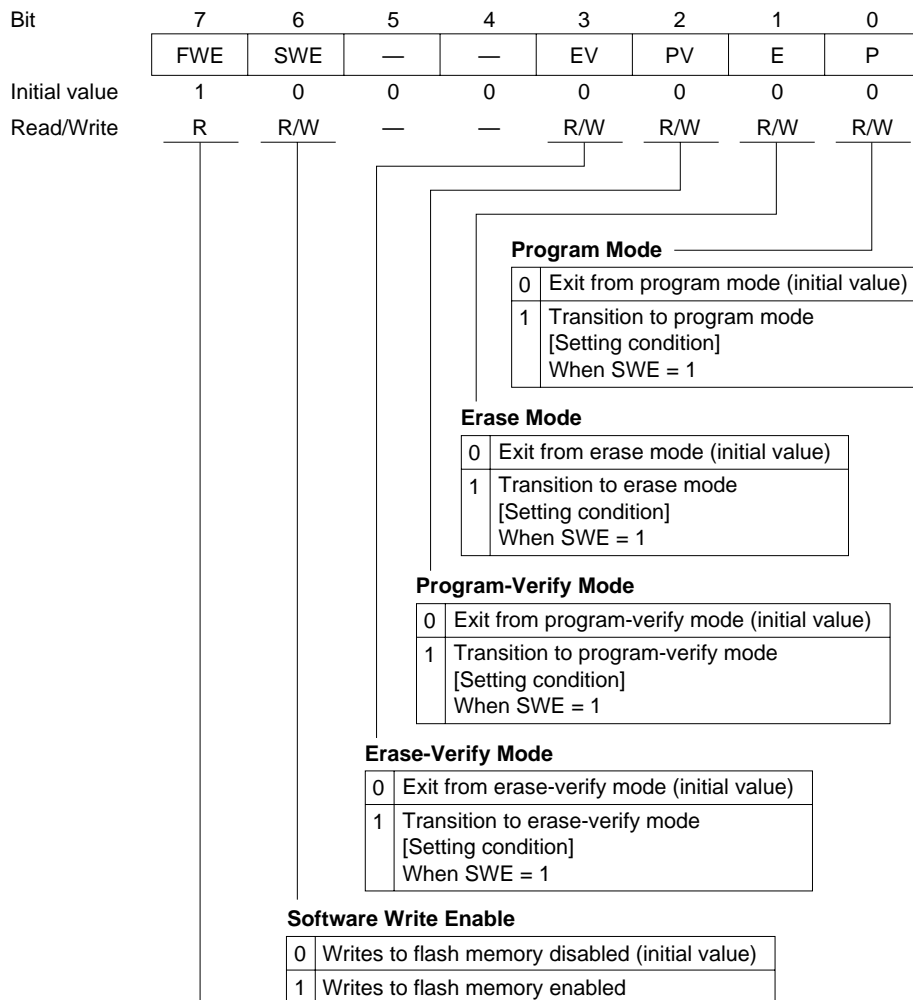 Bit 7 6 5 4 3 2 1 0
FWE SWE — — EV PV E P
Initial value 1 0 0 0 0 0 0 0
Read/Write R R/W — — R/W R/W R/W R/W
Program Mode
0 Exit from program mode (initial value)
1 Transition to program mode
[Setting condition]
When SWE = 1
Erase Mode
0 Exit from erase mode (initial value)
1 Transition to erase mode
[Setting condition]
When SWE = 1
Program-Verify Mode
0 Exit from program-verify mode (initial value)
1 Transition to program-verify mode
[Setting condition]
When SWE = 1
Erase-Verify Mode
0 Exit from erase-verify mode (initial value)
1 Transition to erase-verify mode
[Setting condition]
When SWE = 1
Software Write Enable
0 Writes to flash memory disabled (initial value)
1 Writes to flash memory enabled